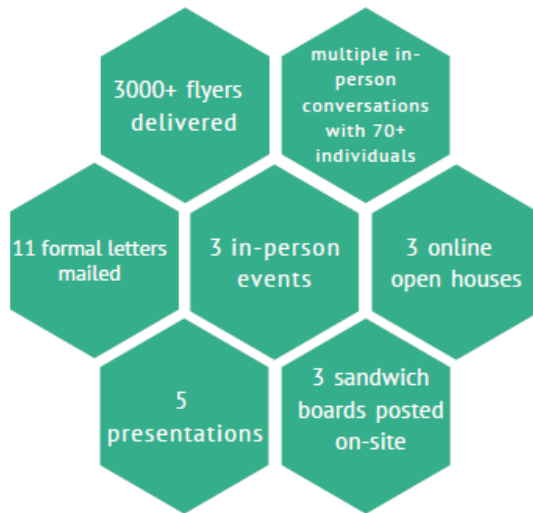 3000+ flyers
delivered
multiple in-
person
conversations
with 70+
individuals
11 formal letters
mailed
3 in-person
events
3 online
open houses
5
presentations
3 sandwich
boards posted
on-site